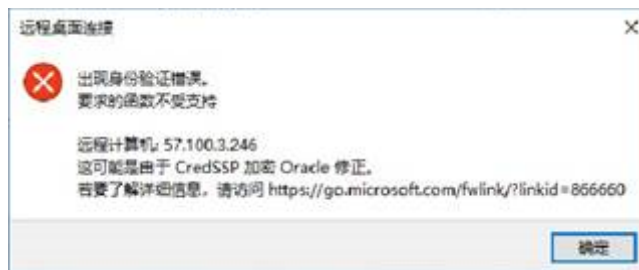 远程桌面连接
出现身份验证错误。
要求的函数不受支持
远程计算机: 57.100.3.246
这可能是由于 CredSSP 加密 Oracle 修正。
若要了解详细信息，请访问 https://go.microsoft.com/fwlink/?linkid=866660
确定